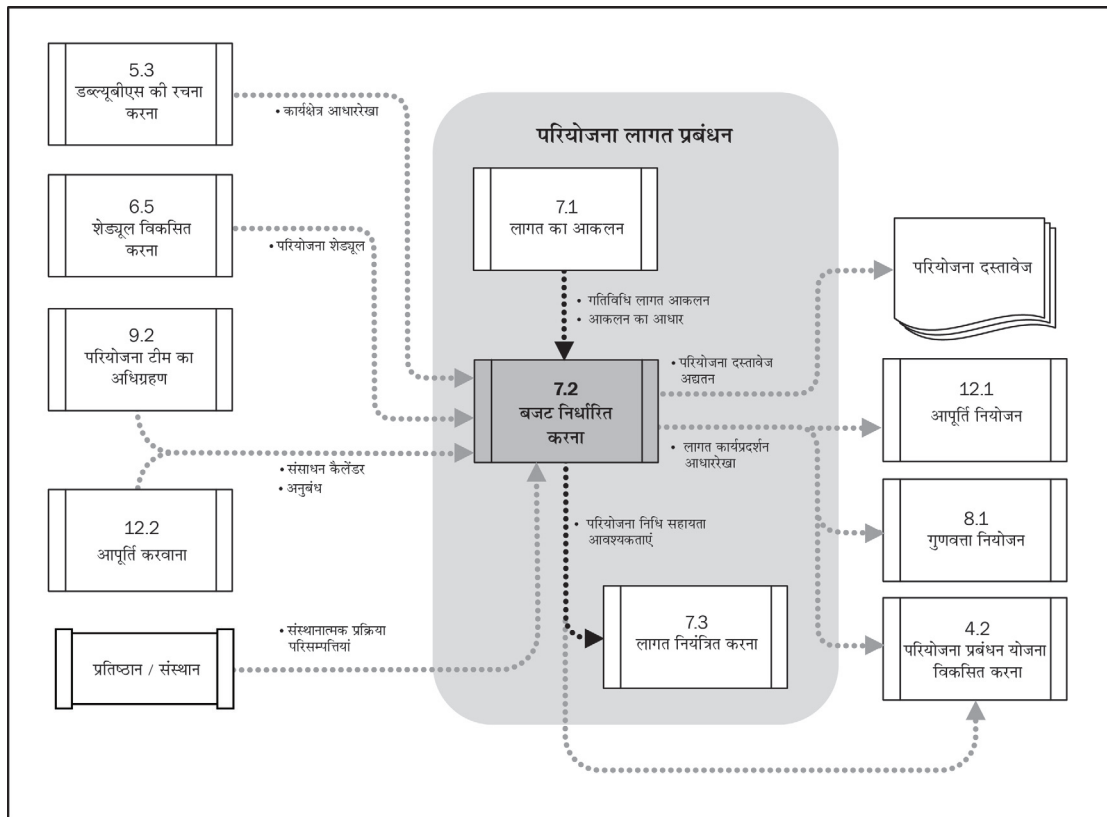 5.3
डब्ल्यूबीएस की रचना
करना
• कार्यक्षेत्र आधाररेखा
6.5
शेड्यूल विकसित
करना
• परियोजना शेड्यूल
9.2
परियोजना टीम का
अधिग्रहण
• संसाधन कैलेंडर
• अनुबंध
12.2
आपूर्ति करवाना
प्रतिष्ठान / संस्थान
• संस्थानात्मक प्रक्रिया
परिसम्पत्तियां
परियोजना लागत प्रबंधन
7.1
लागत का आकलन
• गतिविधि लागत आकलन
• आकलन का आधार
7.2
बजट निर्धारित
करना
• परियोजना निधि सहायता
आवश्यकताएं
7.3
लागत नियंत्रित करना
• परियोजना दस्तावेज
अद्यतन
• लागत कार्यप्रदर्शन
आधाररेखा
परियोजना दस्तावेज
12.1
आपूर्ति नियोजन
8.1
गुणवत्ता नियोजन
4.2
परियोजना प्रबंधन योजना
विकसित करना